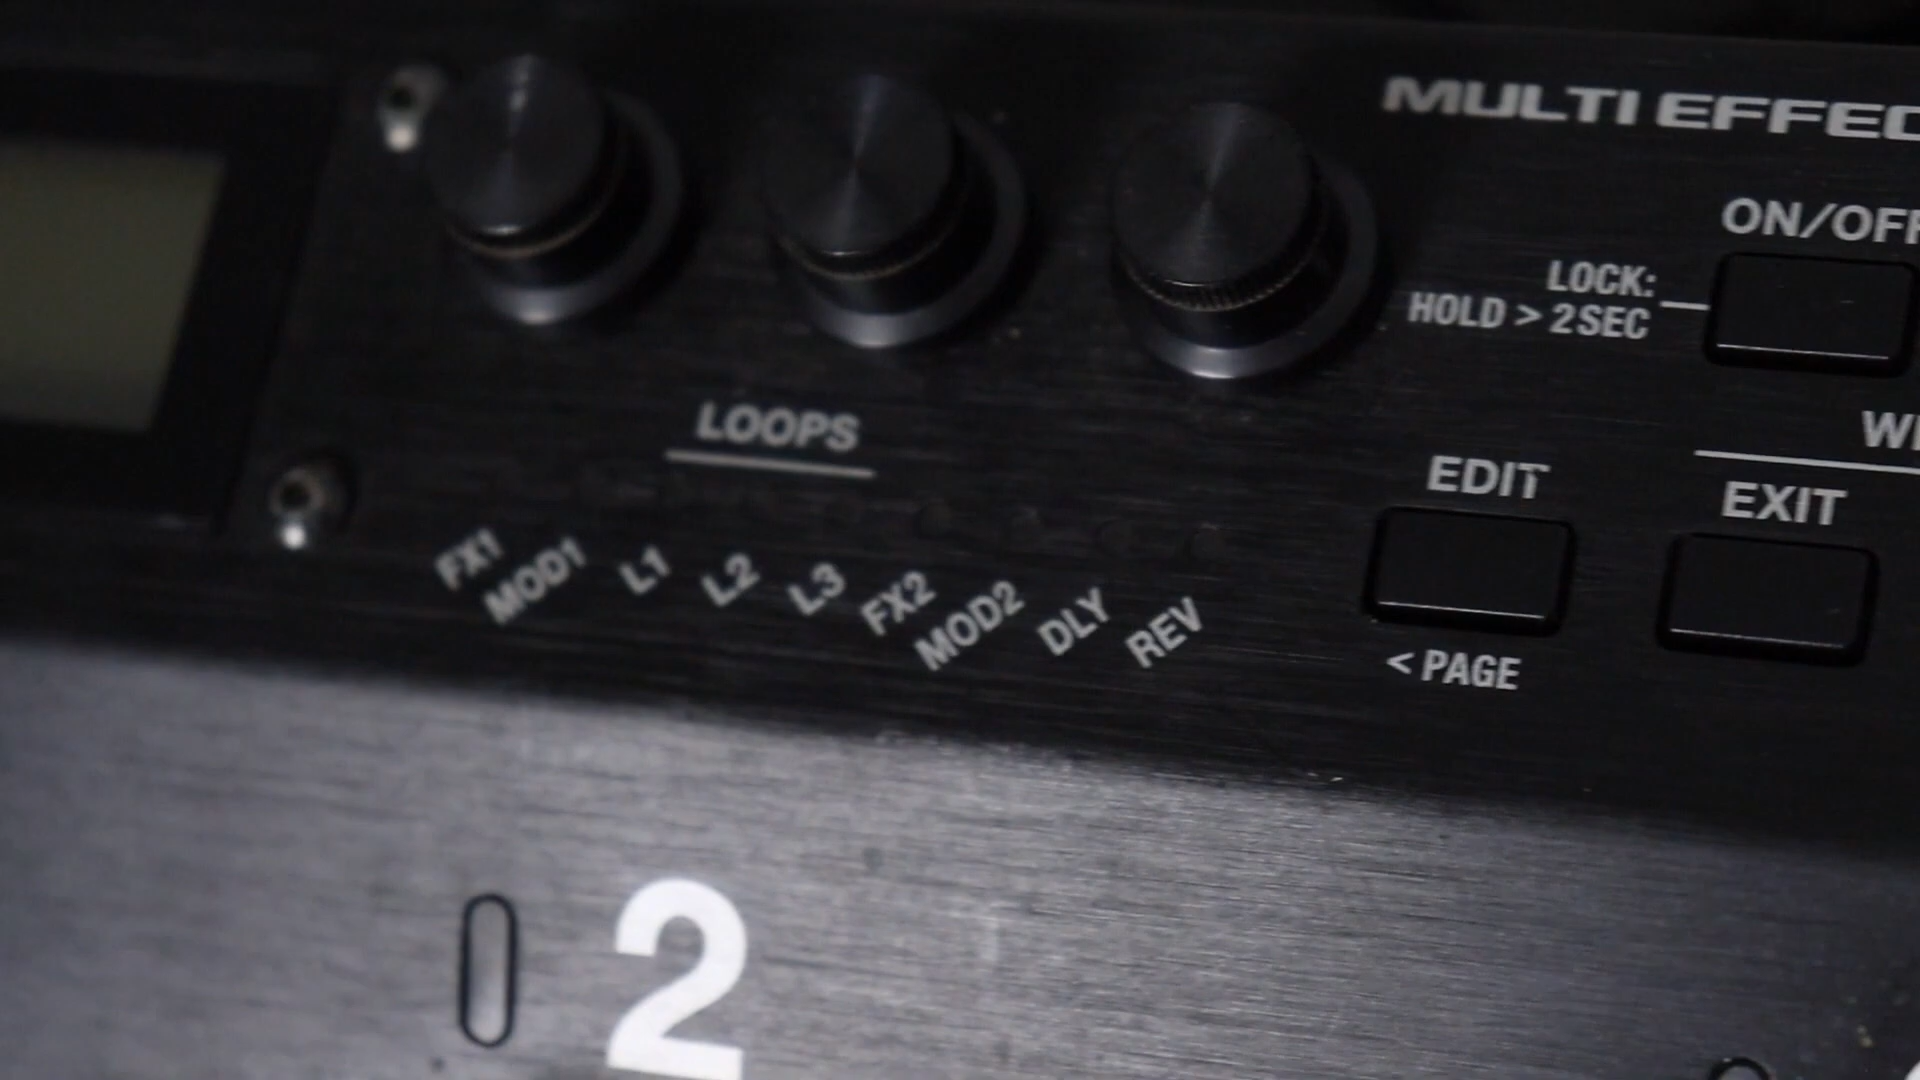 MULTI EFFEC
ON/OFF
LOCK:
HOLD > 2SEC
LOOPS
EDIT
EXIT
FX1 MOD1 L1 L2 L3 FX2 MOD2 DLY REV
< PAGE
2